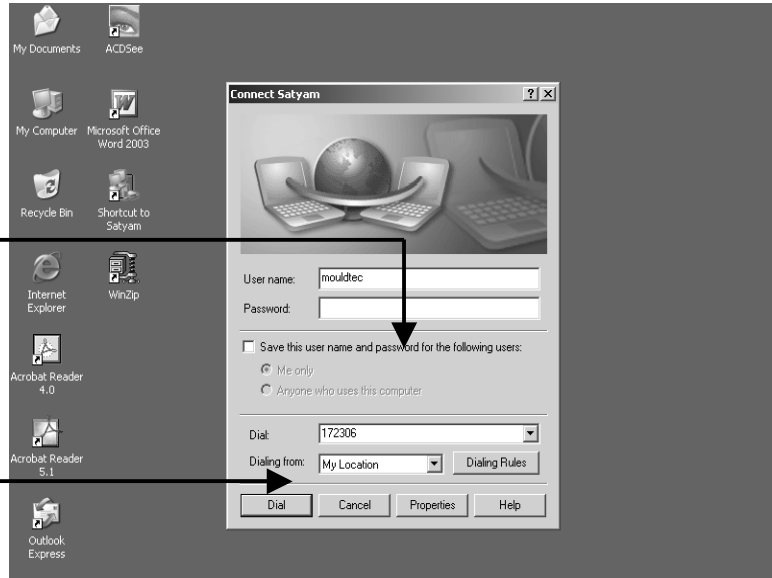 My Documents
ACDSee
My Computer
Microsoft Office
Word 2003
Recycle Bin
Shortcut to
Satyam
Internet
Explorer
WinZip
Acrobat Reader
4.0
Acrobat Reader
5.1
Outlook
Express
Connect Satyam
User name: mouldtec
Password:
Save this user name and password for the following users:
Me only
Anyone who uses this computer
Dial: 172306
Dialing from: My Location Dialing Rules
Dial Cancel Properties Help